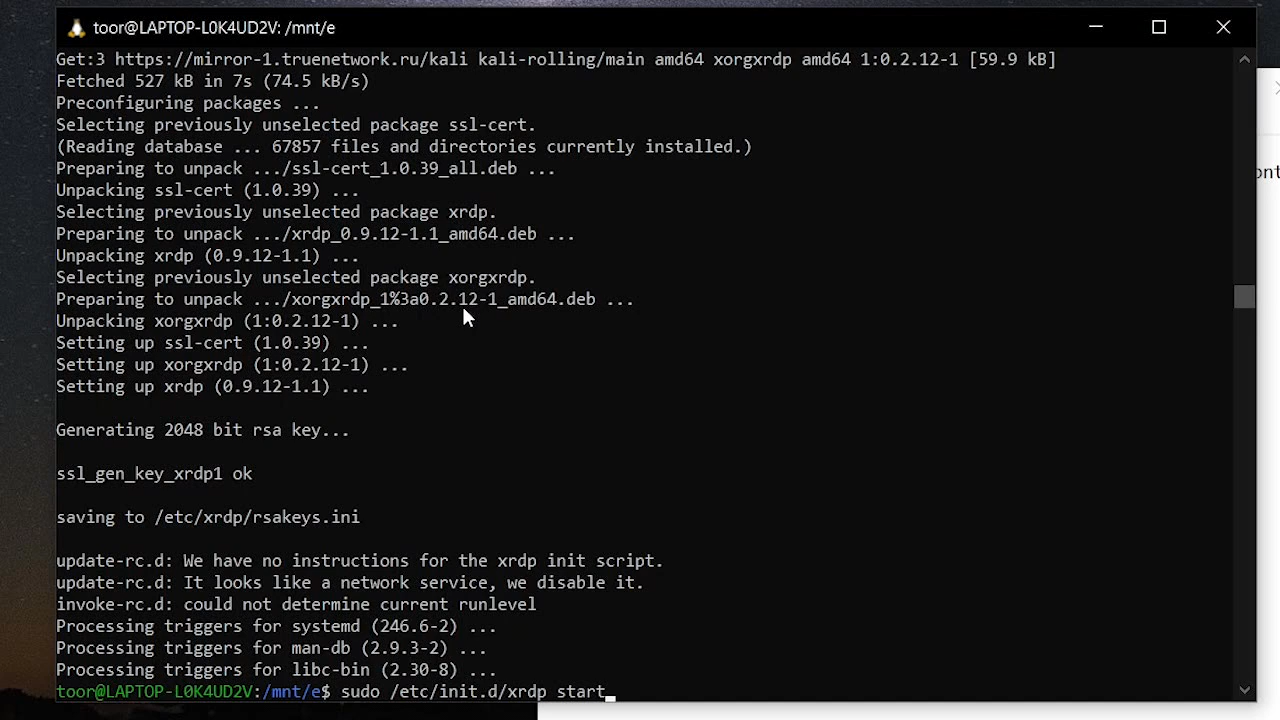 toor@LAPTOP-L0K4UD2V: /mnt/e
Get:3 https://mirror-1.truenetwork.ru/kali kali-rolling/main amd64 xorgxrdp amd64 1:0.2.12-1 [59.9 kB]
Fetched 527 kB in 7s (74.5 kB/s)
Preconfiguring packages ...
Selecting previously unselected package ssl-cert.
(Reading database ... 67857 files and directories currently installed.)
Preparing to unpack .../ssl-cert_1.0.39_all.deb ...
Unpacking ssl-cert (1.0.39) ...
Selecting previously unselected package xrdp.
Preparing to unpack .../xrdp_0.9.12-1.1_amd64.deb ...
Unpacking xrdp (0.9.12-1.1) ...
Selecting previously unselected package xorgxrdp.
Preparing to unpack .../xorgxrdp_1%3a0.2.12-1_amd64.deb ...
Unpacking xorgxrdp (1:0.2.12-1) ...
Setting up ssl-cert (1.0.39) ...
Setting up xorgxrdp (1:0.2.12-1) ...
Setting up xrdp (0.9.12-1.1) ...
Generating 2048 bit rsa key...
ssl_gen_key_xrdp1 ok
saving to /etc/xrdp/rsakeys.ini
update-rc.d: We have no instructions for the xrdp init script.
update-rc.d: It looks like a network service, we disable it.
invoke-rc.d: could not determine current runlevel
Processing triggers for systemd (246.6-2) ...
Processing triggers for man-db (2.9.3-2) ...
Processing triggers for libc-bin (2.30-8) ...
toor@LAPTOP-L0K4UD2V:/mnt/e$ sudo /etc/init.d/xrdp start